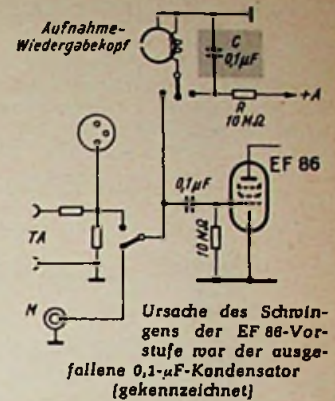 Aufnahme-
Wiedergabekopf
C
0,1µF
+A
R
10MΩ
0,1µF
EF 86
TA
10MΩ
M
Ursache des Schwin-
gens der EF 86-Vor-
stufe war der ausge-
fallene 0,1-µF-Kondensator
(gekennzeichnet)